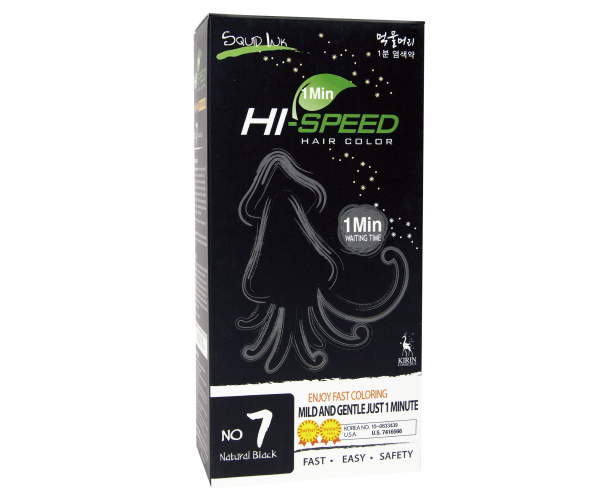 SQUID INK
먹물머리
1분 염색약
1Min
HI-SPEED
HAIR COLOR
1Min
WAITING TIME
KIRIN
COSMETICS
ENJOY FAST COLORING
MILD AND GENTLE JUST 1 MINUTE
KOREA NO. 10-0633439
U.S.A. U.S. 7416566
NO 7
Natural Black
FAST • EASY • SAFETY